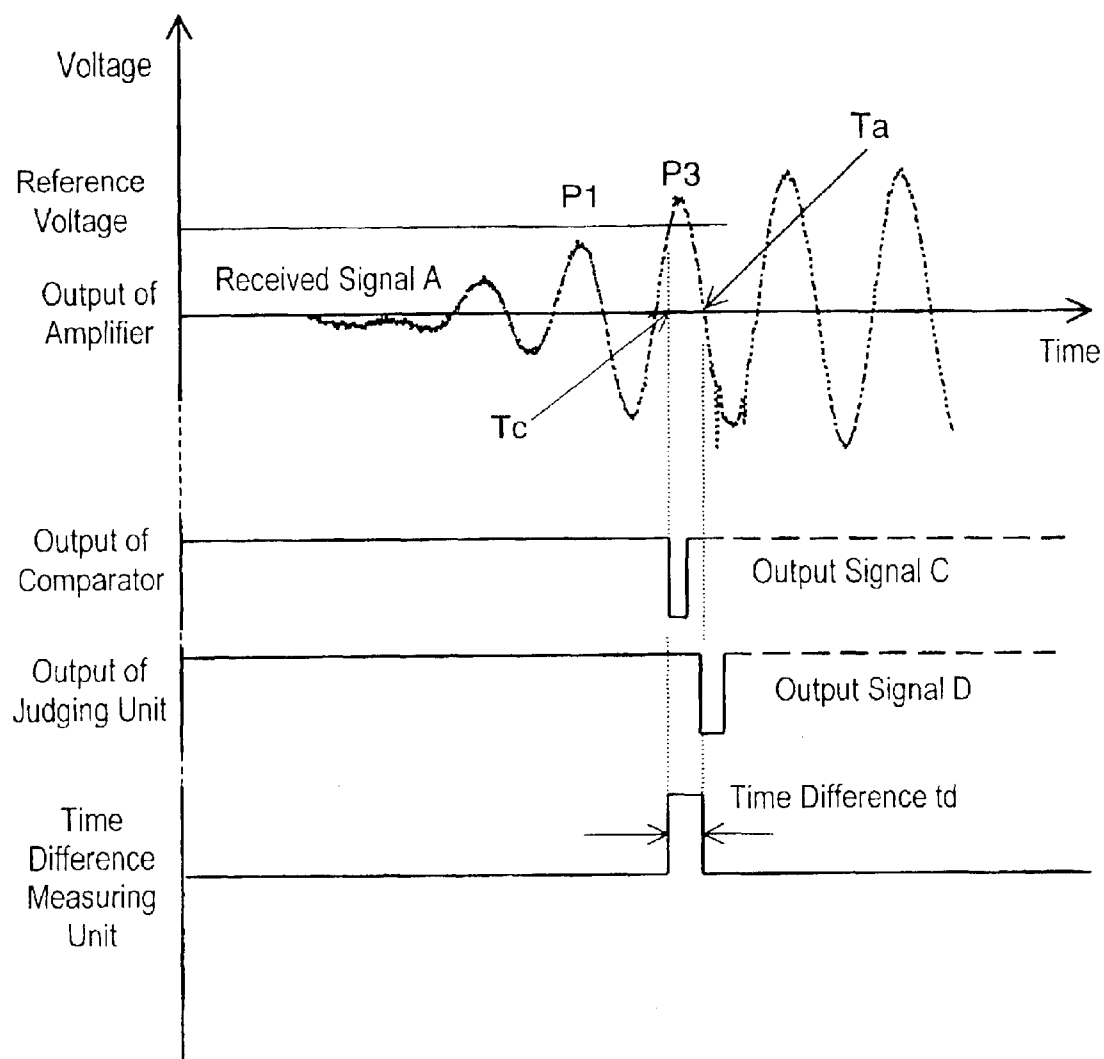 Voltage
Ta
Reference
Voltage
P1
P3
Received Signal A
Output of
Amplifier
Time
Tc
Output of
Comparator
Output Signal C
Output of
Judging Unit
Output Signal D
Time Difference td
Time
Difference
Measuring
Unit